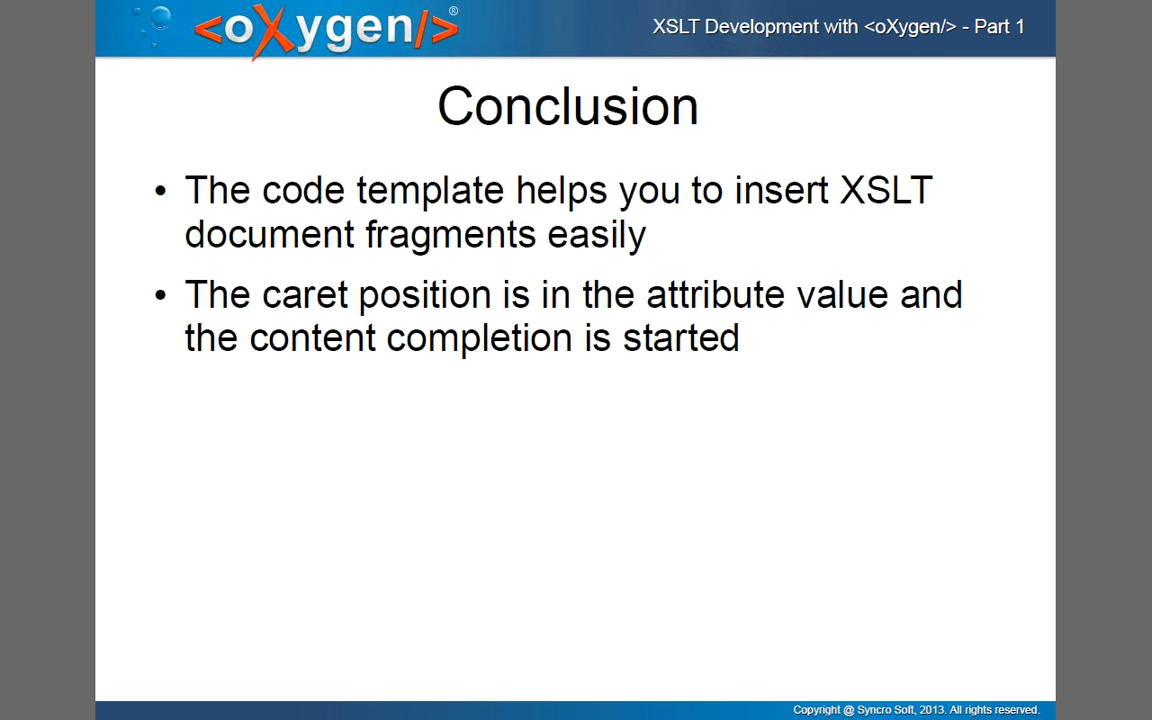 <oXygen/>®
XSLT Development with <oXygen/> - Part 1
Conclusion
• The code template helps you to insert XSLT
document fragments easily
• The caret position is in the attribute value and
the content completion is started
Copyright @ Syncro Soft, 2013. All rights reserved.